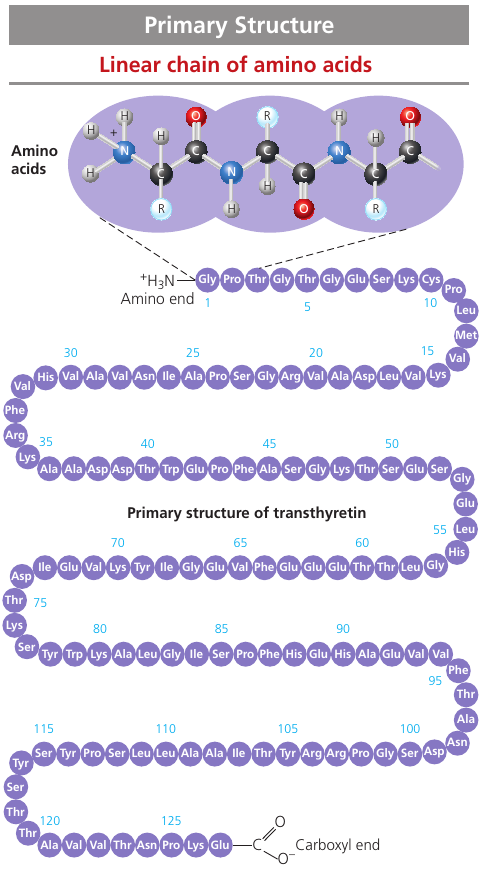 Primary Structure
Linear chain of amino acids
H H H O R H H O
+
Amino acids
N C C N C C N C C
H R H H O R
+H₃N Gly Pro Thr Gly Thr Gly Glu Ser Lys Cys
Amino end 1 5 10
Pro
Leu
Met
Val
30 25 20 15
Val His Val Ala Val Asn Ile Ala Pro Ser Gly Arg Val Ala Asp Leu Val Lys
Phe
Arg
Lys
35 40 45 50
Ala Ala Asp Asp Thr Trp Glu Pro Phe Ala Ser Gly Lys Thr Ser Glu Ser
Gly
Glu
Primary structure of transthyretin
55 Leu
His
70 65 60
Asp Ile Glu Val Lys Tyr Ile Gly Glu Val Phe Glu Glu Glu Thr Thr Leu Gly
Thr 75
Lys
Ser
80 85 90
Tyr Trp Lys Ala Leu Gly Ile Ser Pro Phe His Glu His Ala Glu Val Val
Phe
95
Thr
Ala
Asn
115 110 105 100
Tyr Ser Tyr Pro Ser Leu Leu Ala Ala Ile Thr Tyr Arg Arg Pro Gly Ser Asp
Ser
Thr
Thr
120 125
Ala Val Val Thr Asn Pro Lys Glu C O O⁻ Carboxyl end